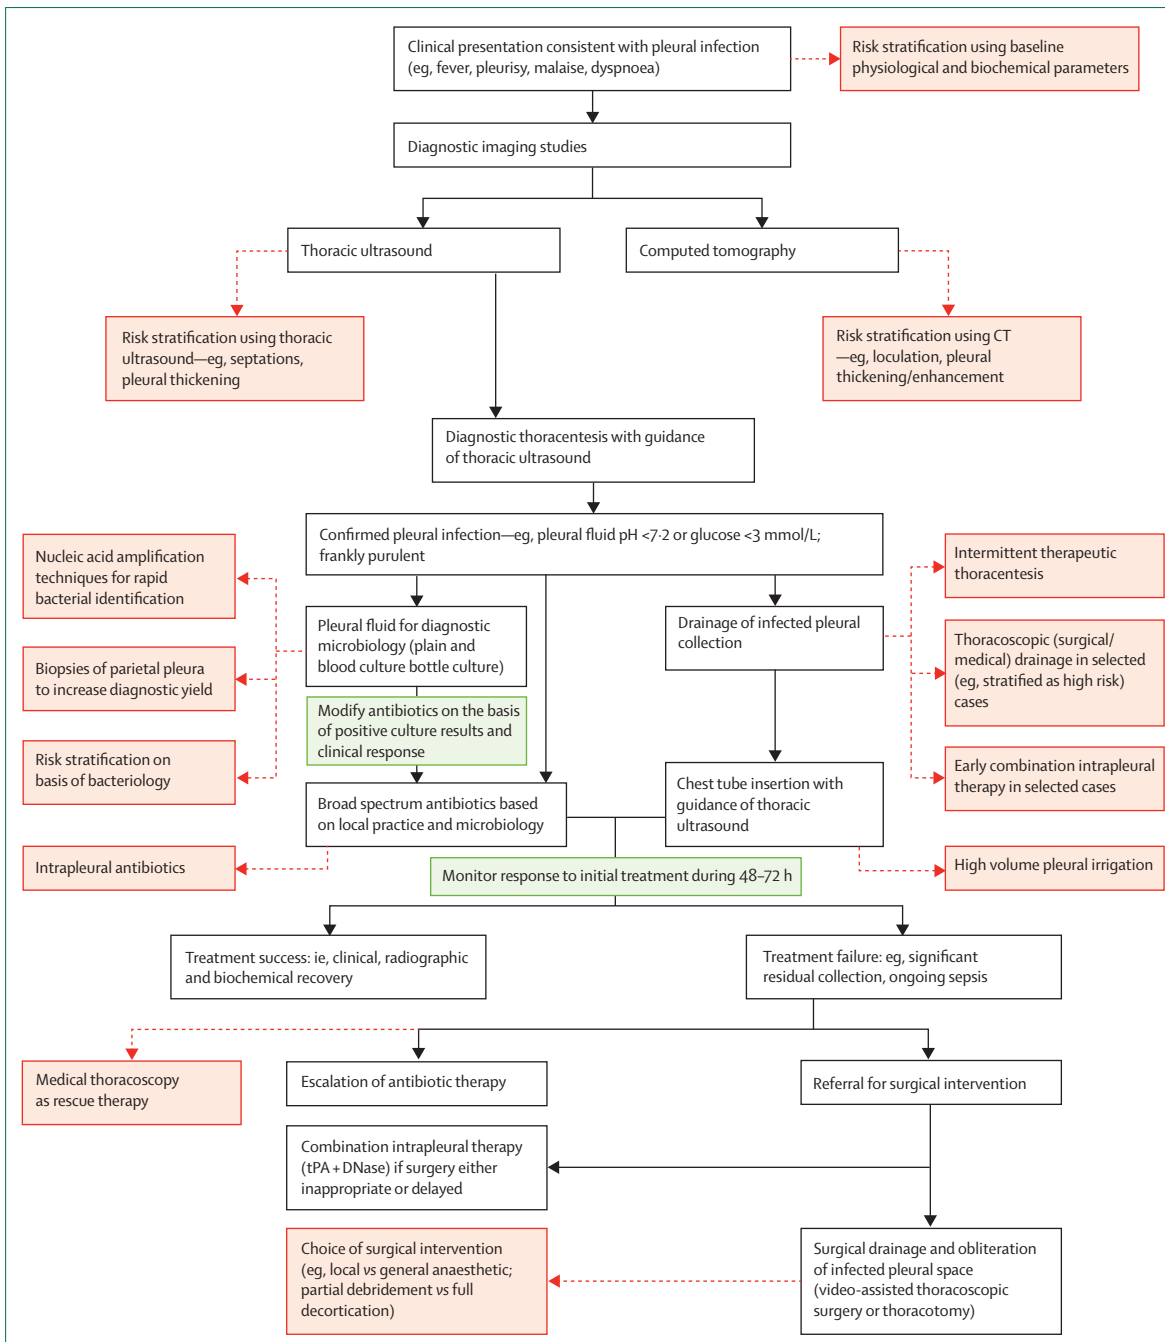 Clinical presentation consistent with pleural infection
(eg, fever, pleurisy, malaise, dyspnoea)
Risk stratification using baseline
physiological and biochemical parameters
Diagnostic imaging studies
Thoracic ultrasound
Computed tomography
Risk stratification using thoracic
ultrasound—eg, septations,
pleural thickening
Risk stratification using CT
—eg, loculation, pleural
thickening/enhancement
Diagnostic thoracentesis with guidance
of thoracic ultrasound
Confirmed pleural infection—eg, pleural fluid pH <7·2 or glucose <3 mmol/L;
frankly purulent
Nucleic acid amplification
techniques for rapid
bacterial identification
Intermittent therapeutic
thoracentesis
Pleural fluid for diagnostic
microbiology (plain and
blood culture bottle culture)
Drainage of infected pleural
collection
Biopsies of parietal pleura
to increase diagnostic yield
Thoracoscopic (surgical/
medical) drainage in selected
(eg, stratified as high risk)
cases
Modify antibiotics on the basis
of positive culture results and
clinical response
Risk stratification on
basis of bacteriology
Early combination intrapleural
therapy in selected cases
Broad spectrum antibiotics based
on local practice and microbiology
Chest tube insertion with
guidance of thoracic
ultrasound
Intrapleural antibiotics
High volume pleural irrigation
Monitor response to initial treatment during 48–72 h
Treatment success: ie, clinical, radiographic
and biochemical recovery
Treatment failure: eg, significant
residual collection, ongoing sepsis
Medical thoracoscopy
as rescue therapy
Escalation of antibiotic therapy
Referral for surgical intervention
Combination intrapleural therapy
(tPA + DNase) if surgery either
inappropriate or delayed
Choice of surgical intervention
(eg, local vs general anaesthetic;
partial debridement vs full
decortication)
Surgical drainage and obliteration
of infected pleural space
(video-assisted thoracoscopic
surgery or thoracotomy)